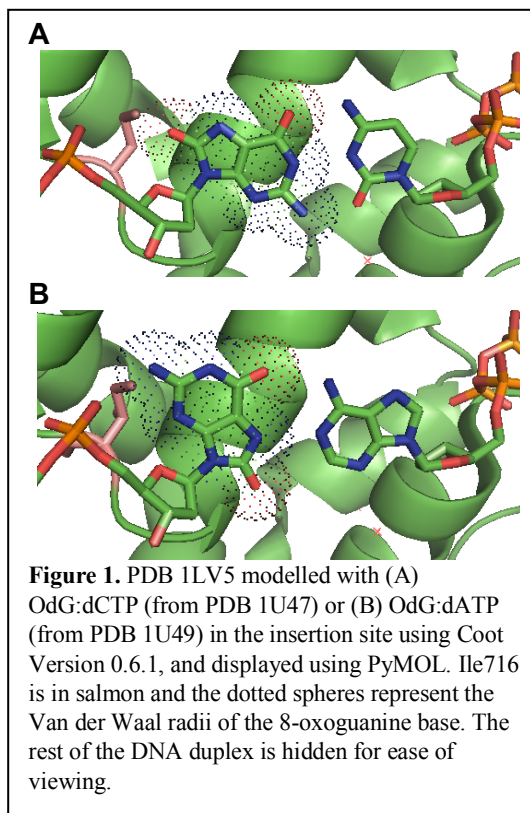 A
B
Figure 1. PDB 1LV5 modelled with (A)
OdG:dCTP (from PDB 1U47) or (B) OdG:dATP
(from PDB 1U49) in the insertion site using Coot
Version 0.6.1, and displayed using PyMOL. Ile716
is in salmon and the dotted spheres represent the
Van der Waal radii of the 8-oxoguanine base. The
rest of the DNA duplex is hidden for ease of
viewing.